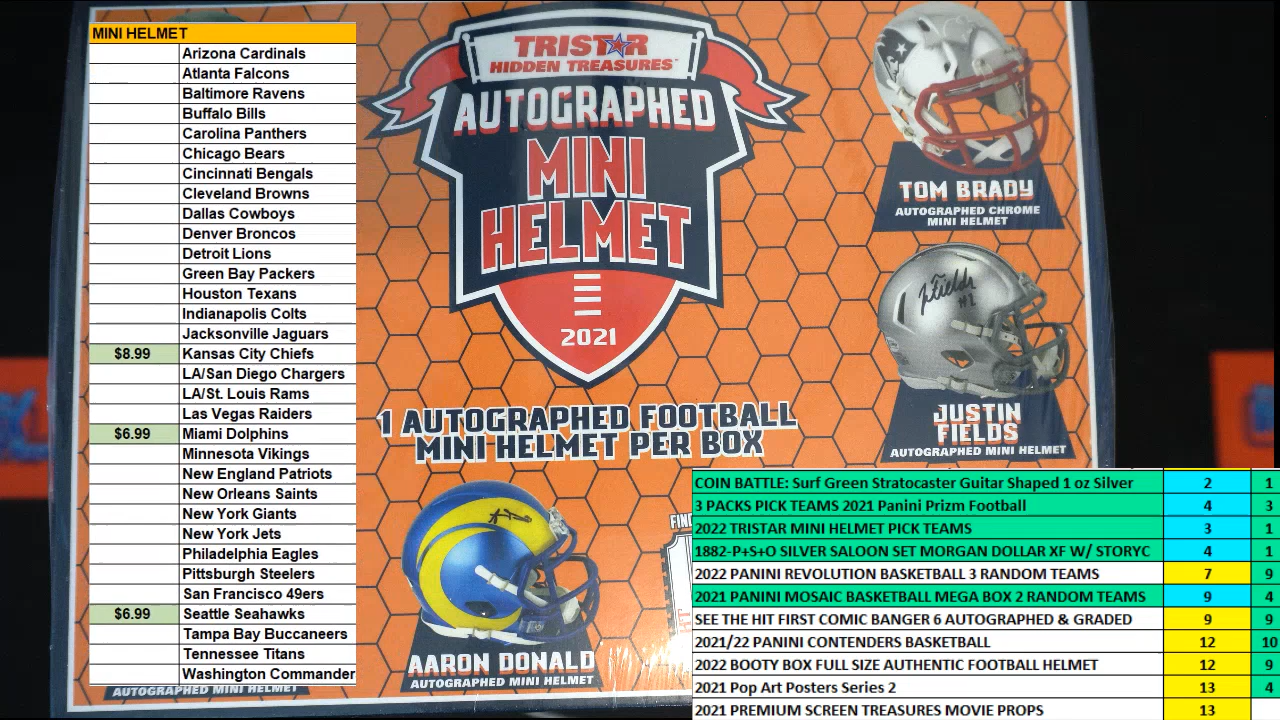 MINI HELMET
Arizona Cardinals
Atlanta Falcons
Baltimore Ravens
Buffalo Bills
Carolina Panthers
Chicago Bears
Cincinnati Bengals
Cleveland Browns
Dallas Cowboys
Denver Broncos
Detroit Lions
Green Bay Packers
Houston Texans
Indianapolis Colts
Jacksonville Jaguars
$8.99 Kansas City Chiefs
LA/San Diego Chargers
LA/St. Louis Rams
Las Vegas Raiders
$6.99 Miami Dolphins
Minnesota Vikings
New England Patriots
New Orleans Saints
New York Giants
New York Jets
Philadelphia Eagles
Pittsburgh Steelers
San Francisco 49ers
$6.99 Seattle Seahawks
Tampa Bay Buccaneers
Tennessee Titans
Washington Commander
AUTOGRAPHED MINI HELMET
TRISTAR
HIDDEN TREASURES
AUTOGRAPHED
MINI
HELMET
2021
1 AUTOGRAPHED FOOTBALL
MINI HELMET PER BOX
TOM BRADY
AUTOGRAPHED CHROME
MINI HELMET
J Fields
#1
JUSTIN
FIELDS
AUTOGRAPHED MINI HELMET
AARON DONALD
AUTOGRAPHED MINI HELMET
COIN BATTLE: Surf Green Stratocaster Guitar Shaped 1 oz Silver 2 1
3 PACKS PICK TEAMS 2021 Panini Prizm Football 4 3
2022 TRISTAR MINI HELMET PICK TEAMS 3 1
1882-P+S+O SILVER SALOON SET MORGAN DOLLAR XF W/ STORYC 4 1
2022 PANINI REVOLUTION BASKETBALL 3 RANDOM TEAMS 7 9
2021 PANINI MOSAIC BASKETBALL MEGA BOX 2 RANDOM TEAMS 9 4
SEE THE HIT FIRST COMIC BANGER 6 AUTOGRAPHED & GRADED 9 9
2021/22 PANINI CONTENDERS BASKETBALL 12 10
2022 BOOTY BOX FULL SIZE AUTHENTIC FOOTBALL HELMET 12 9
2021 Pop Art Posters Series 2 13 4
2021 PREMIUM SCREEN TREASURES MOVIE PROPS 13